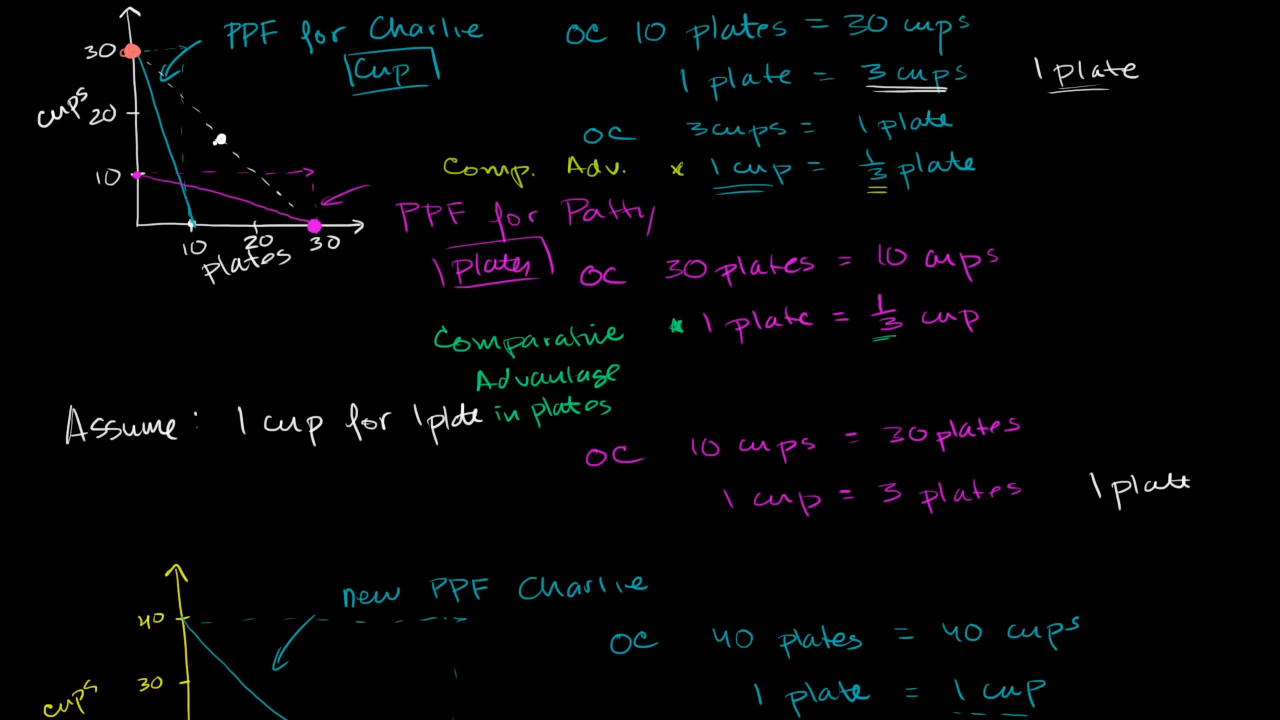 PPF for Charlie
Cup
OC 10 plates = 30 cups
1 plate = 3 cups
1 plate
OC 3 cups = 1 plate
Comp. Adv. * 1 cup = 1/3 plate
30
cups
20
10
10
20
30
plates
PPF for Patty
plates
OC 30 plates = 10 cups
* 1 plate = 1/3 cup
Comparative
Advantage
in plates
Assume: 1 cup for 1 plate
OC 10 cups = 30 plates
1 cup = 3 plates
1 plate
new PPF Charlie
40
30
cups
OC 40 plates = 40 cups
1 plate = 1 cup